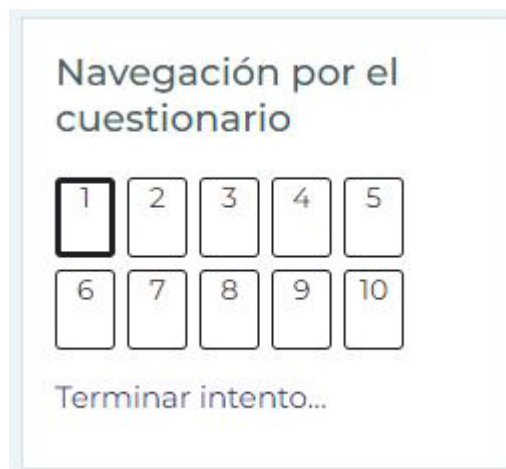 Navegación por el
cuestionario
1 2 3 4 5
6 7 8 9 10
Terminar intento...